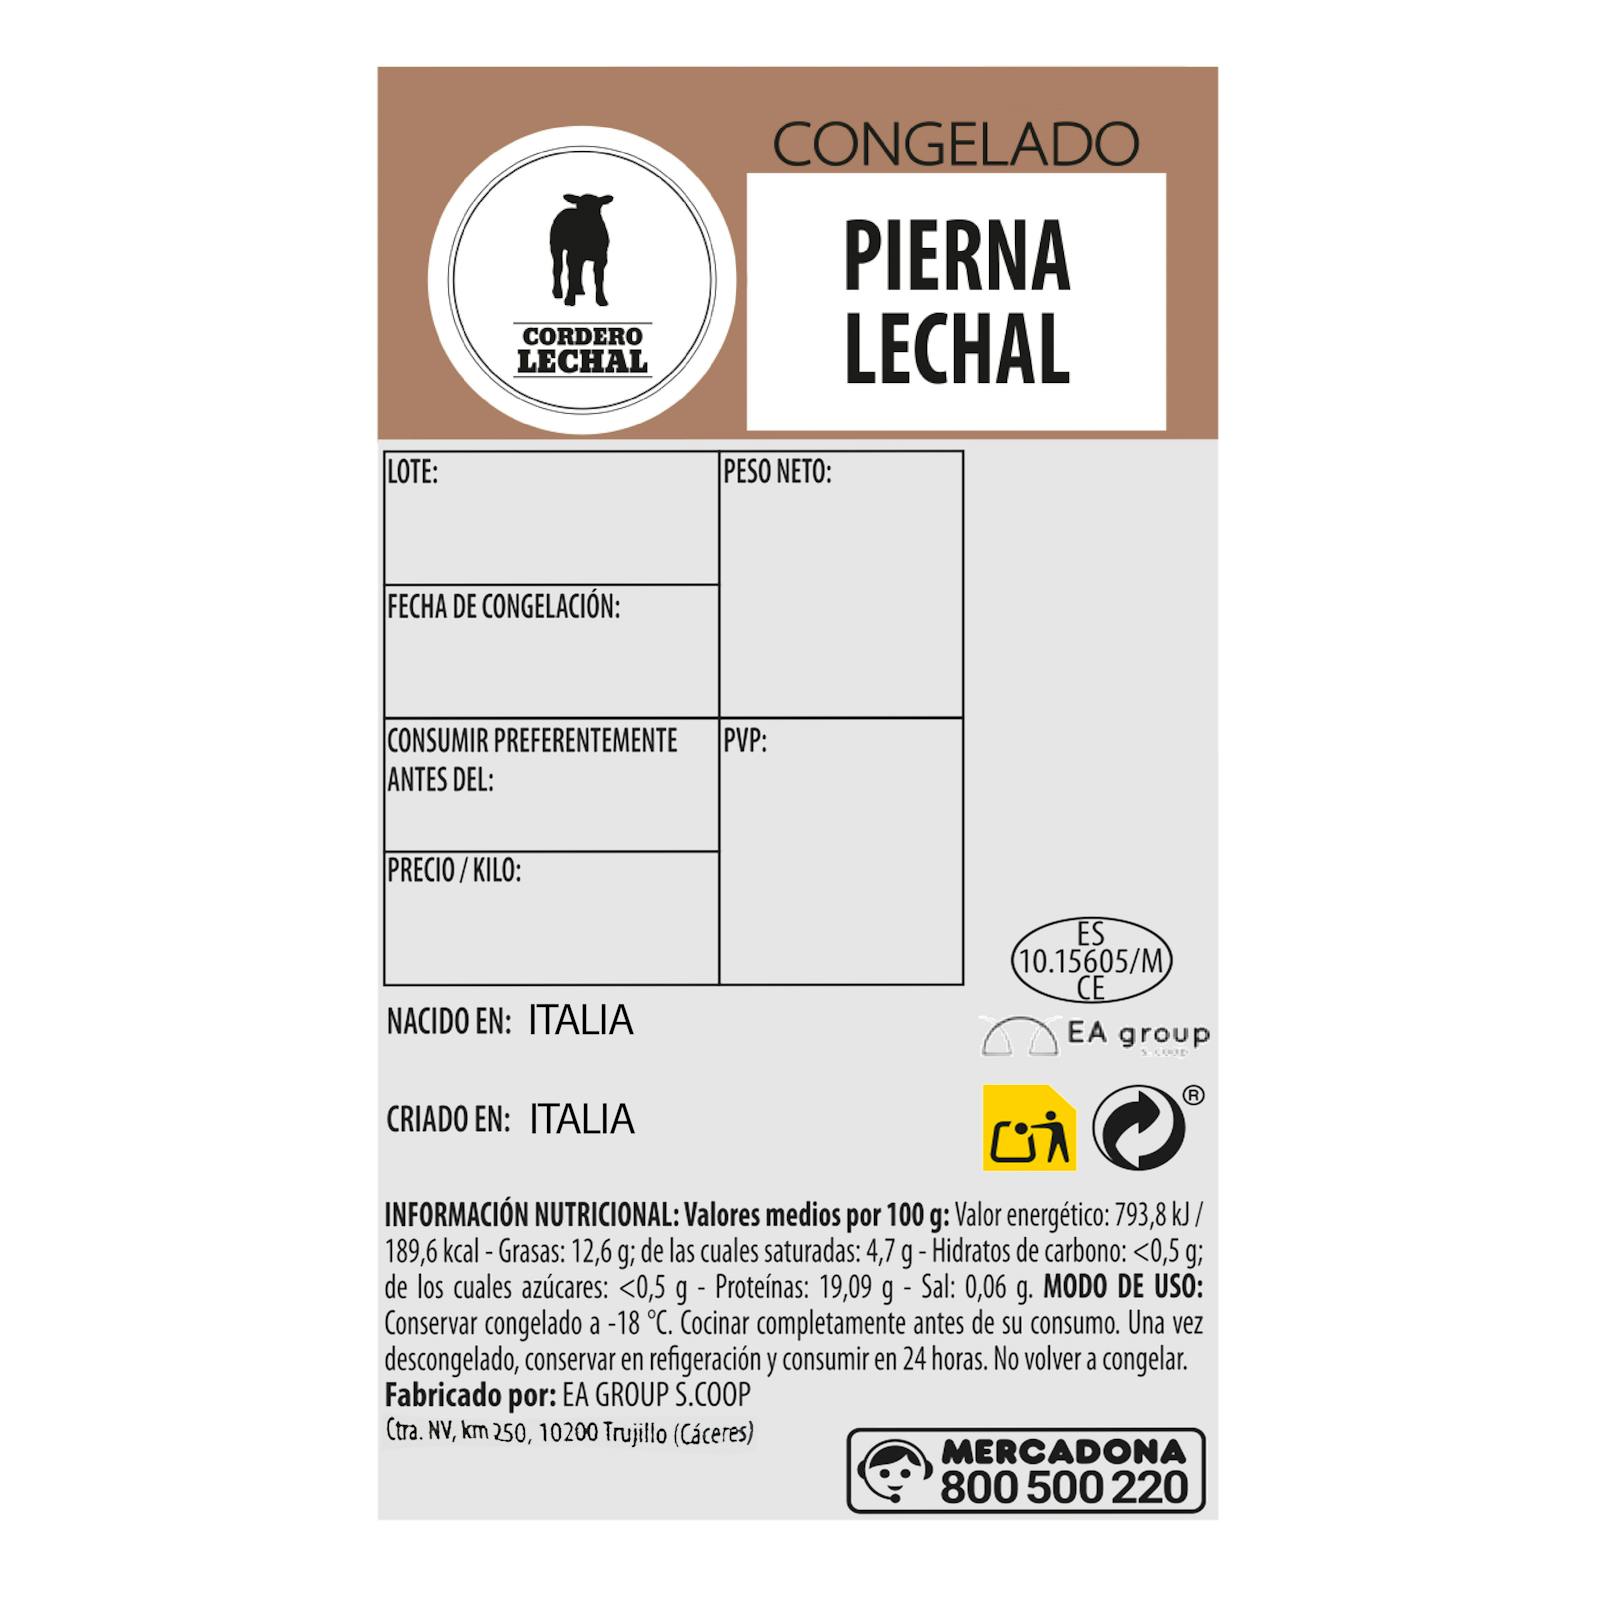 CONGELADO
PIERNA
LECHAL
CORDERO
LECHAL
LOTE:
PESO NETO:
FECHA DE CONGELACIÓN:
CONSUMIR PREFERENTEMENTE
ANTES DEL:
PVP:
PRECIO / KILO:
ES
10.15605/M
CE
NACIDO EN: ITALIA
EA group
S. COOP
CRIADO EN: ITALIA
®
INFORMACIÓN NUTRICIONAL: Valores medios por 100 g: Valor energético: 793,8 kJ /
189,6 kcal - Grasas: 12,6 g; de las cuales saturadas: 4,7 g - Hidratos de carbono: <0,5 g;
de los cuales azúcares: <0,5 g - Proteínas: 19,09 g - Sal: 0,06 g. MODO DE USO:
Conservar congelado a -18 °C. Cocinar completamente antes de su consumo. Una vez
descongelado, conservar en refigeración y consumir en 24 horas. No volver a congelar.
Fabricado por: EA GROUP S.COOP
Ctra. NV, km 250, 10200 Trujillo (Cáceres)
MERCADONA
800 500 220